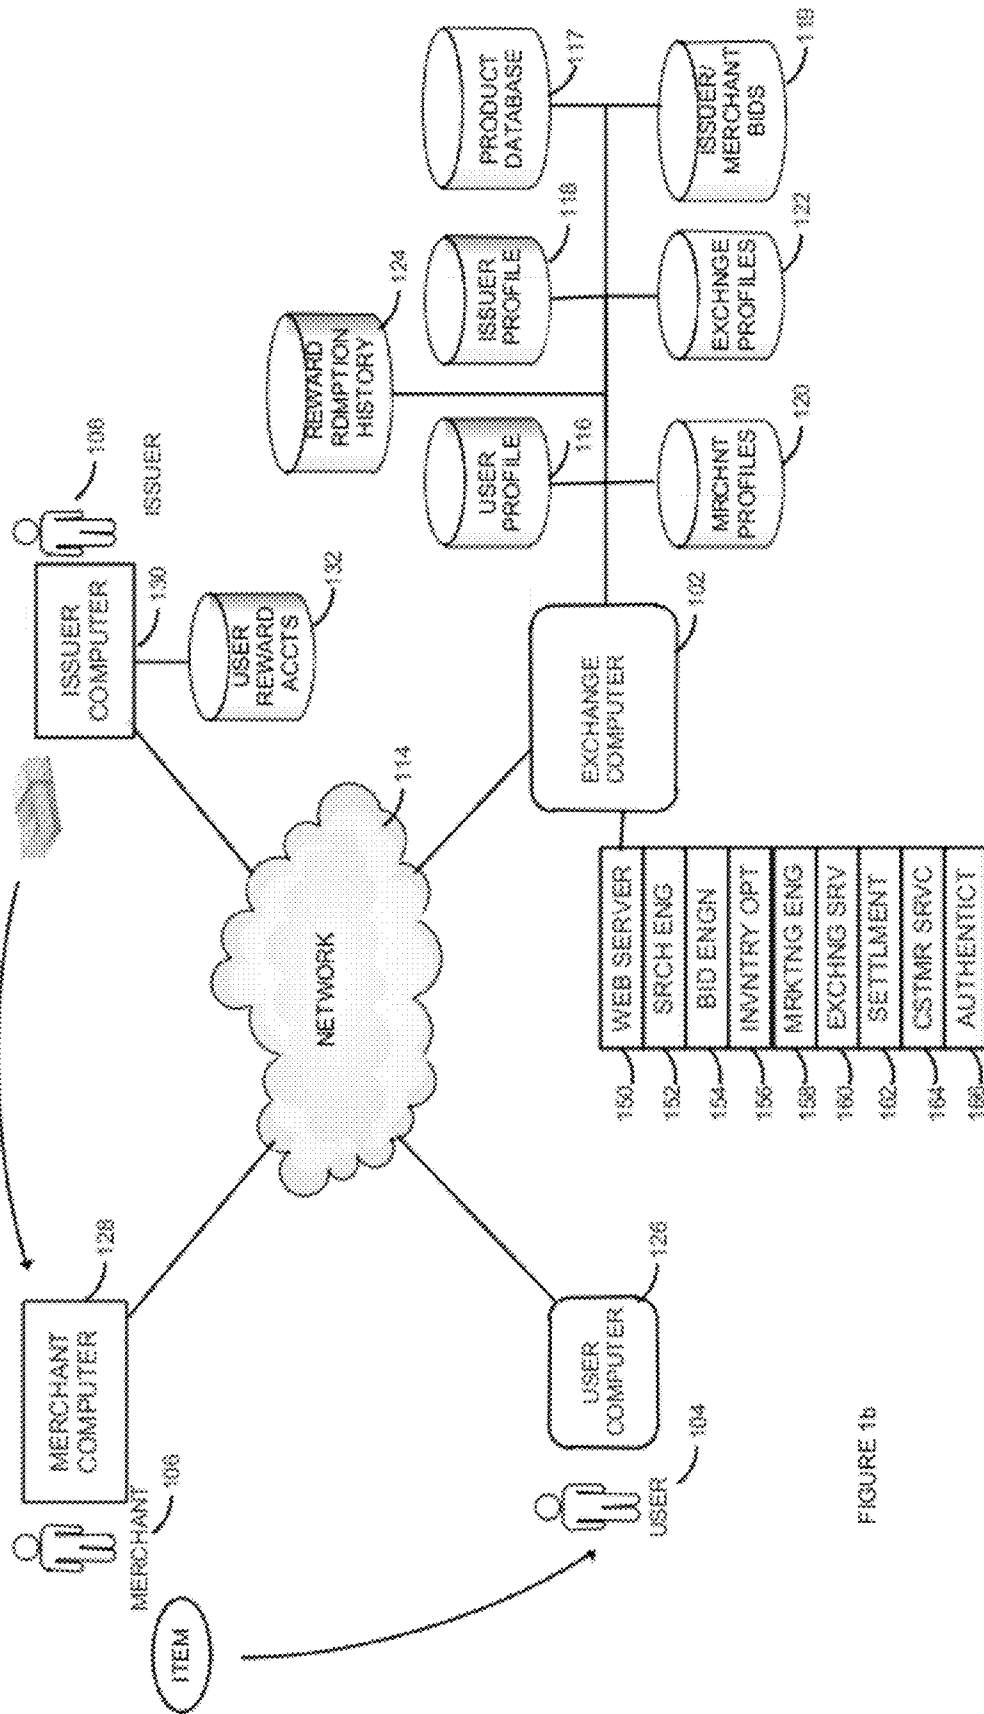 MERCHANT
COMPUTER
128
ISSUER
COMPUTER
130
108
ISSUER
MERCHANT
106
ITEM
USER
REWARD
ACCTS
132
NETWORK
114
REWARD
RDMPTION
HISTORY
124
USER
PROFILE
116
ISSUER
PROFILE
118
PRODUCT
DATABASE
117
USER
COMPUTER
126
USER
104
EXCHANGE
COMPUTER
102
MRCHNT
PROFILES
120
EXCHNGE
PROFILES
122
ISSUER/
MERCHANT
BIDS
119
150 WEB SERVER
152 SRCH ENG
154 BID ENGN
156 INVNTRY OPT
158 MRKTNG ENG
160 EXCHNG SRV
162 SETTLMENT
164 CSTMR SRVC
166 AUTHENTICT
FIGURE 1b